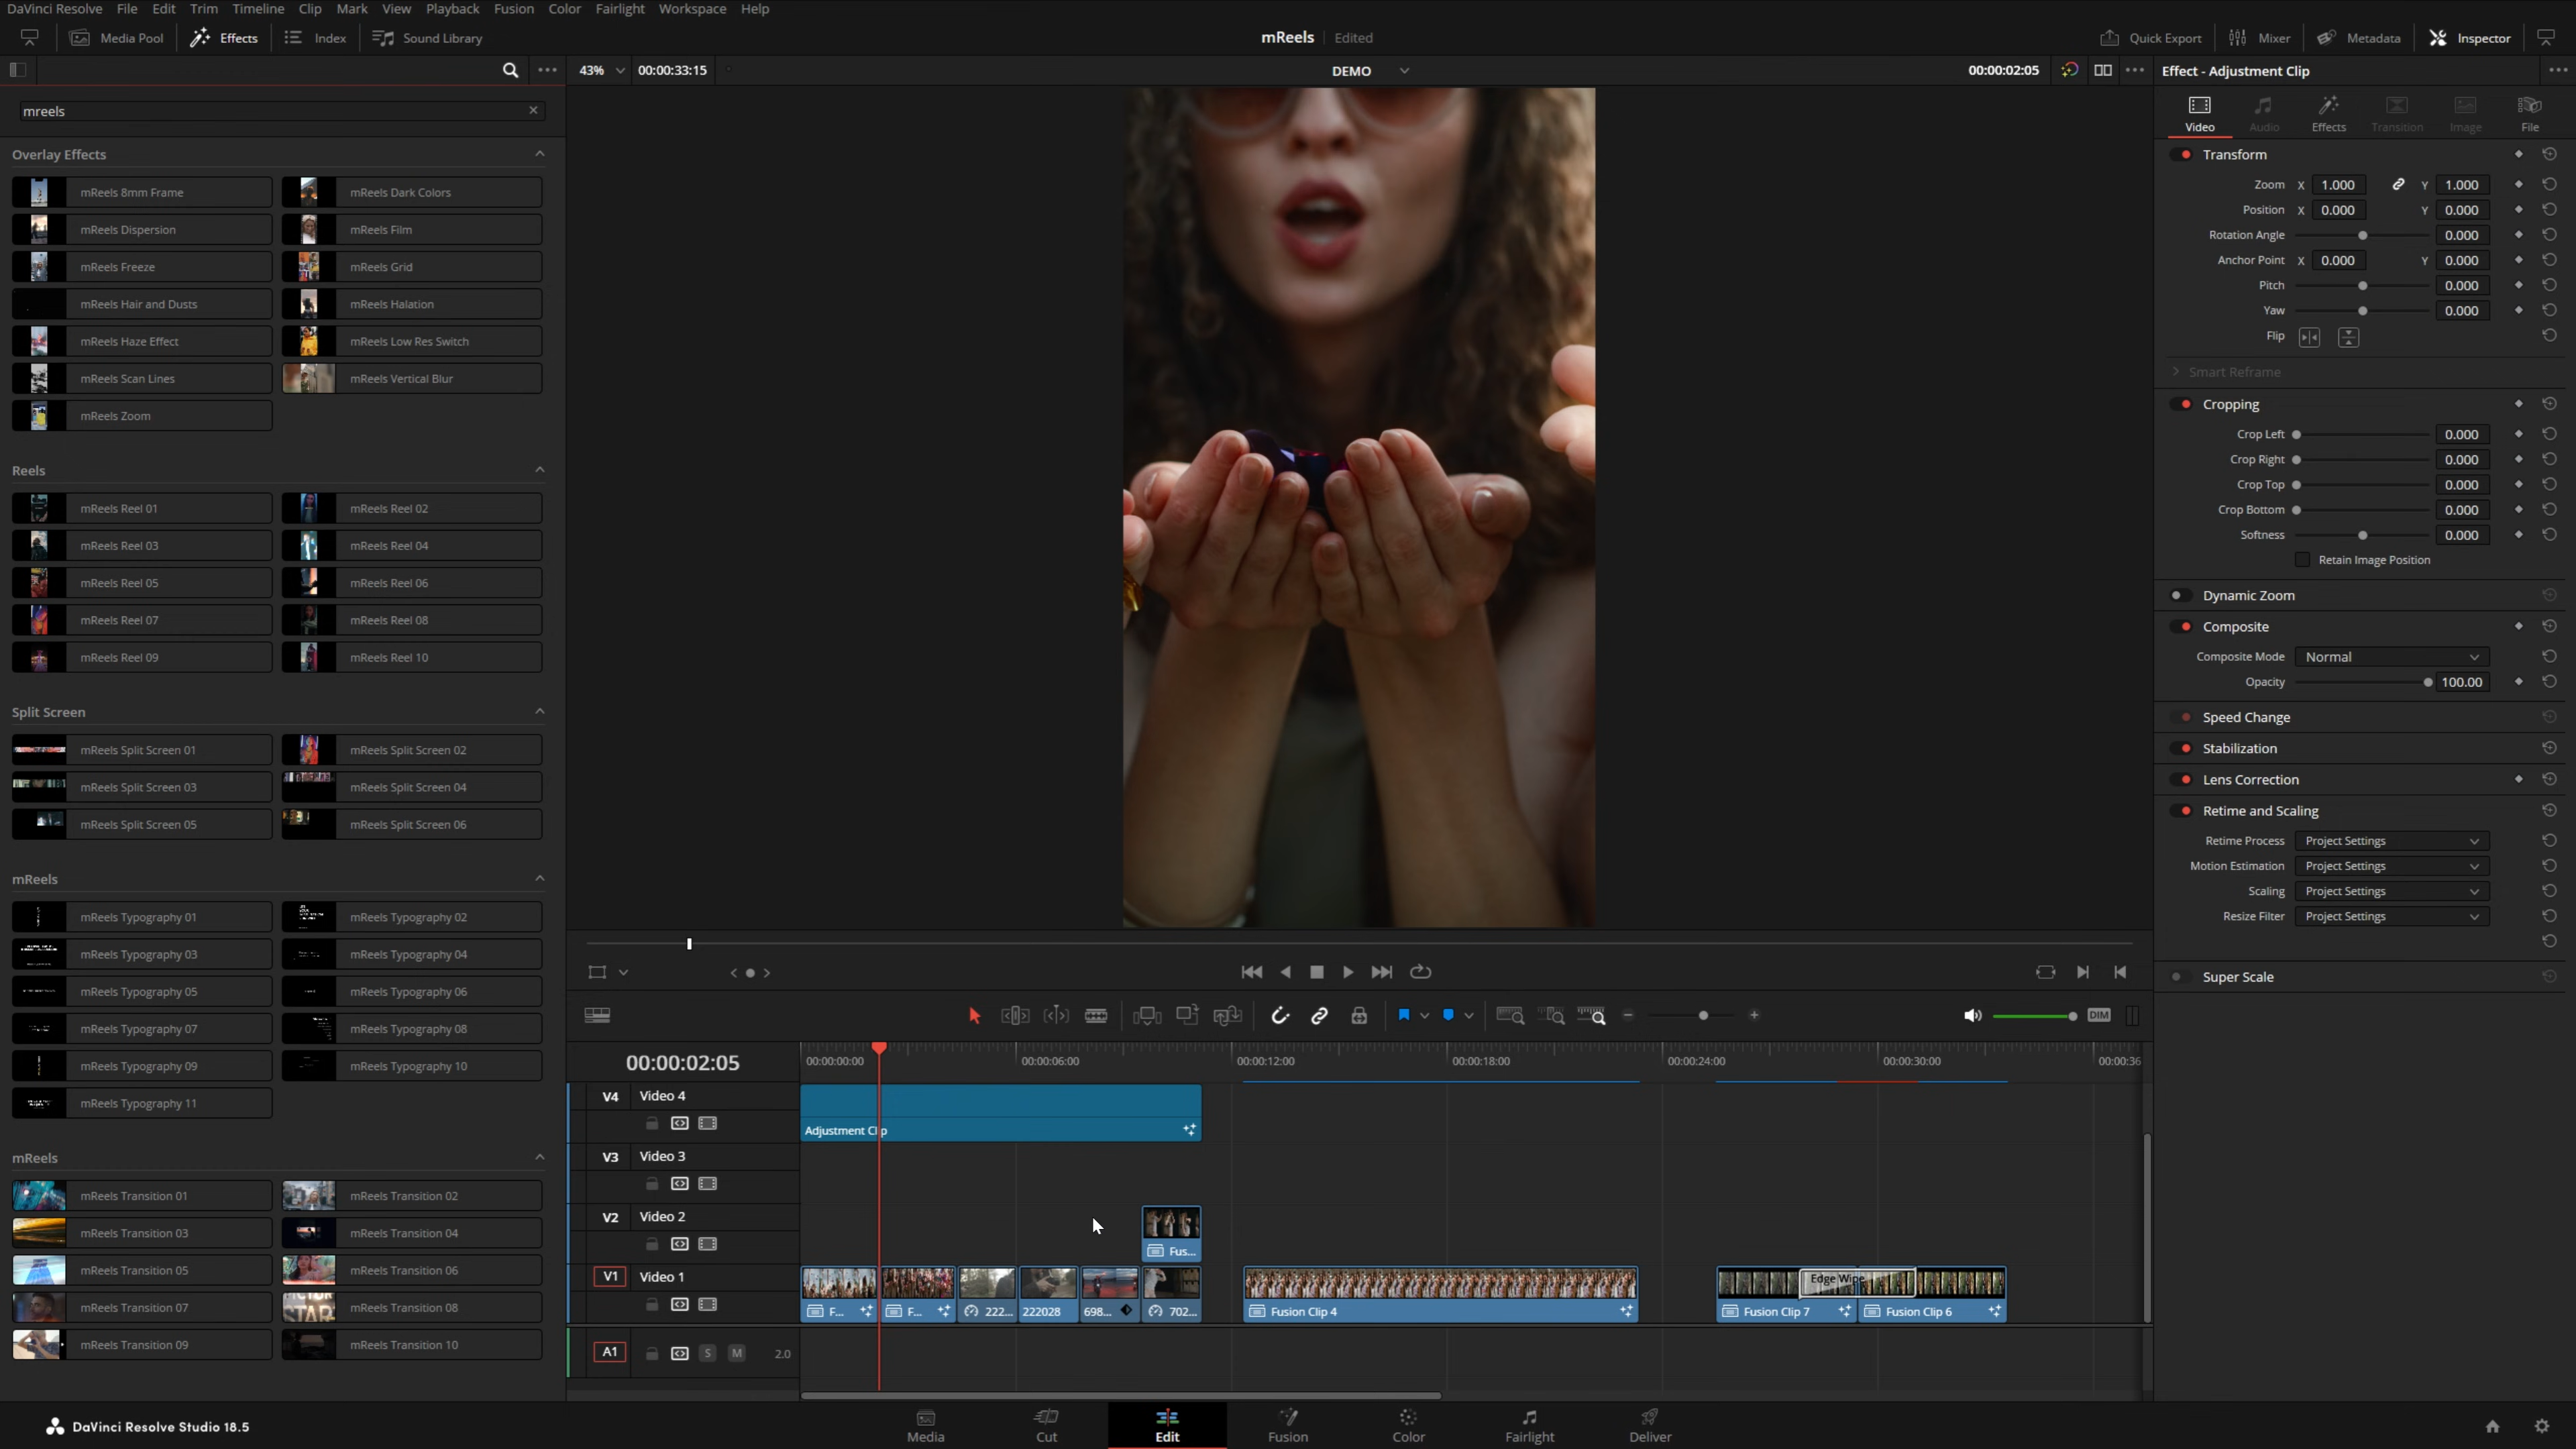 DaVinci Resolve File Edit Trim Timeline Clip Mark View Playback Fusion Color Fairlight Workspace Help
Media Pool Effects Index Sound Library mReels Edited Quick Export Mixer Metadata Inspector
43% 00:00:33:15 DEMO 00:00:02:05 Effect - Adjustment Clip
mreels
Video Audio Effects Transition Image File
Overlay Effects
mReels 8mm Frame mReels Dark Colors
mReels Dispersion mReels Film
mReels Freeze mReels Grid
mReels Hair and Dusts mReels Halation
mReels Haze Effect mReels Low Res Switch
mReels Scan Lines mReels Vertical Blur
mReels Zoom
Reels
mReels Reel 01 mReels Reel 02
mReels Reel 03 mReels Reel 04
mReels Reel 05 mReels Reel 06
mReels Reel 07 mReels Reel 08
mReels Reel 09 mReels Reel 10
Split Screen
mReels Split Screen 01 mReels Split Screen 02
mReels Split Screen 03 mReels Split Screen 04
mReels Split Screen 05 mReels Split Screen 06
mReels
mReels Typography 01 mReels Typography 02
mReels Typography 03 mReels Typography 04
mReels Typography 05 mReels Typography 06
mReels Typography 07 mReels Typography 08
mReels Typography 09 mReels Typography 10
mReels Typography 11
mReels
mReels Transition 01 mReels Transition 02
mReels Transition 03 mReels Transition 04
mReels Transition 05 mReels Transition 06
mReels Transition 07 mReels Transition 08
mReels Transition 09 mReels Transition 10
Transform
Zoom X 1.000 Y 1.000
Position X 0.000 Y 0.000
Rotation Angle 0.000
Anchor Point X 0.000 Y 0.000
Pitch 0.000
Yaw 0.000
Flip
Smart Reframe
Cropping
Crop Left 0.000
Crop Right 0.000
Crop Top 0.000
Crop Bottom 0.000
Softness 0.000
Retain Image Position
Dynamic Zoom
Composite
Composite Mode Normal
Opacity 100.00
Speed Change
Stabilization
Lens Correction
Retime and Scaling
Retime Process Project Settings
Motion Estimation Project Settings
Scaling Project Settings
Resize Filter Project Settings
Super Scale
DIM
00:00:02:05 00:00:00:00 00:00:06:00 00:00:12:00 00:00:18:00 00:00:24:00 00:00:30:00 00:00:36
V4 Video 4
Adjustment Clip
V3 Video 3
V2 Video 2
Fus...
V1 Video 1
Edge Wipe
F... F... 222... 222028 698... 702... Fusion Clip 4 Fusion Clip 7 Fusion Clip 6
A1 S M 2.0
DaVinci Resolve Studio 18.5
Media Cut Edit Fusion Color Fairlight Deliver